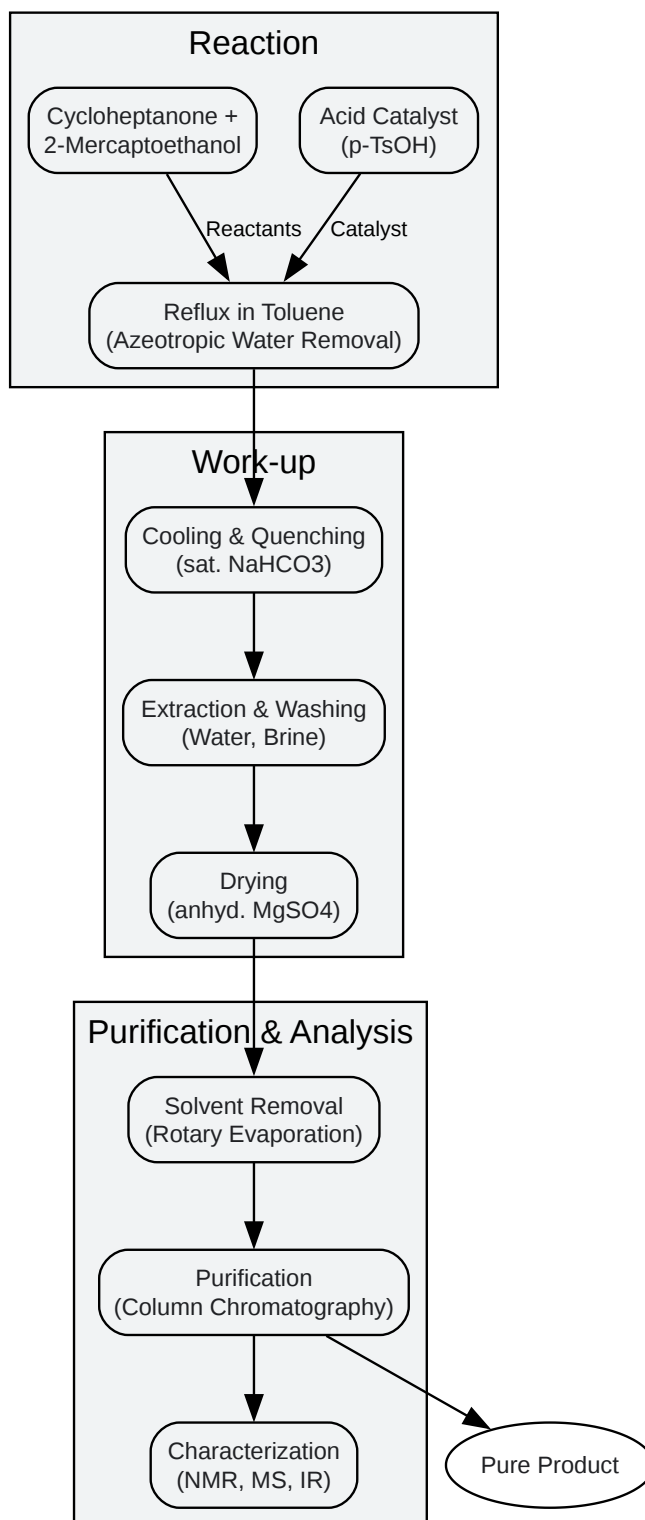 Reaction
Cycloheptanone +
2-Mercaptoethanol
Acid Catalyst
(p-TsOH)
Reactants
Catalyst
Reflux in Toluene
(Azeotropic Water Removal)
Work-up
Cooling & Quenching
(sat. NaHCO3)
Extraction & Washing
(Water, Brine)
Drying
(anhyd. MgSO4)
Purification & Analysis
Solvent Removal
(Rotary Evaporation)
Purification
(Column Chromatography)
Characterization
(NMR, MS, IR)
Pure Product